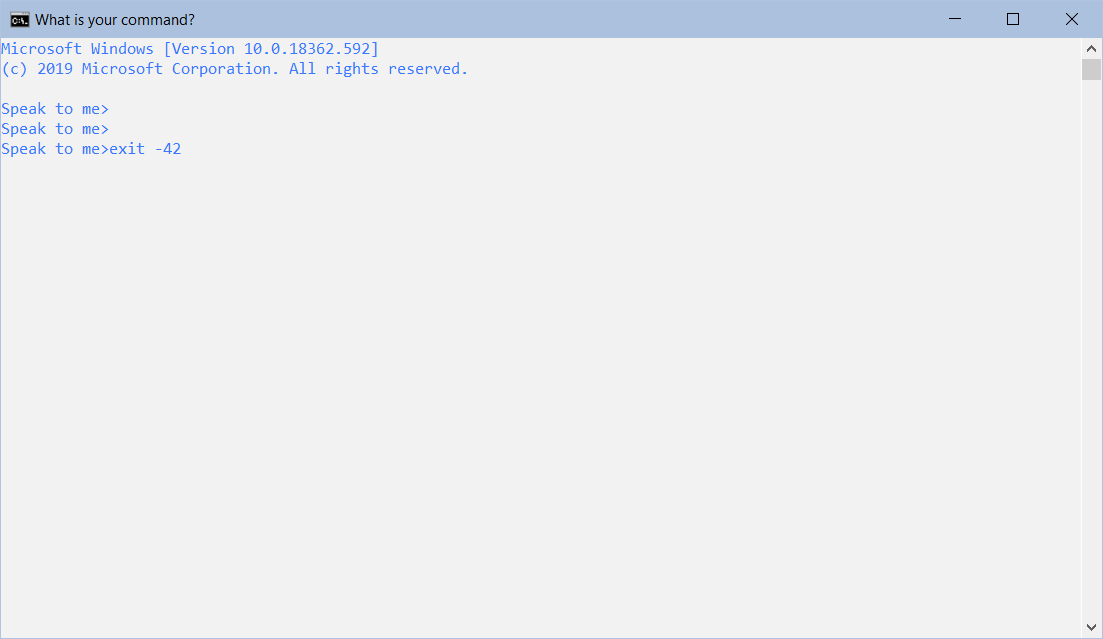 What is your command?
Microsoft Windows [Version 10.0.18362.592]
(c) 2019 Microsoft Corporation. All rights reserved.
Speak to me>
Speak to me>
Speak to me>exit -42